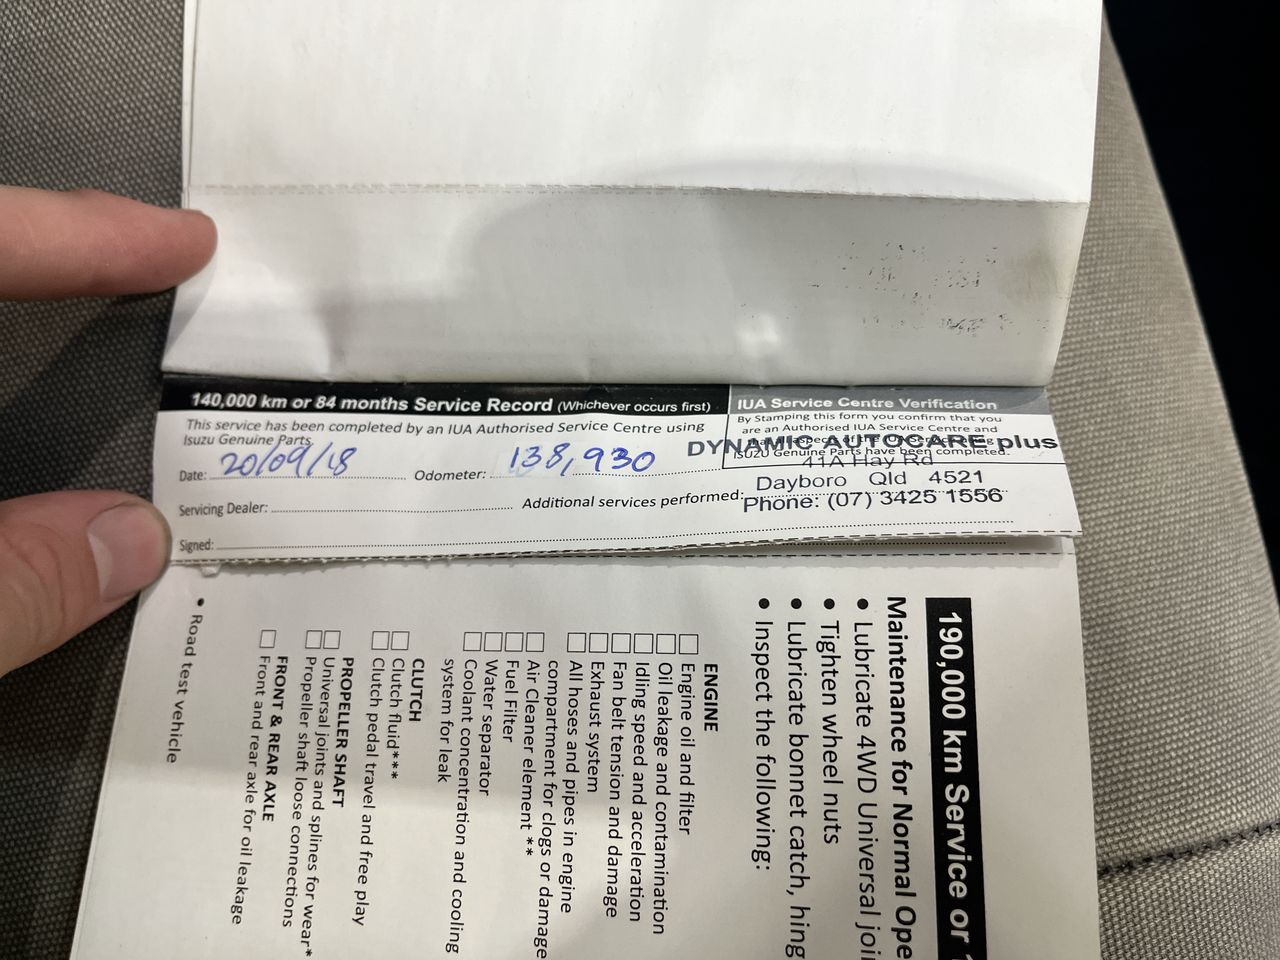 140,000 km or 84 months Service Record (Whichever occurs first)
This service has been completed by an IUA Authorised Service Centre using
Isuzu Genuine Parts.
Date: 20/09/18 Odometer: 138,930
Servicing Dealer: Additional services performed:
Signed:
IUA Service Centre Verification
By Stamping this form you confirm that you
are an Authorised IUA Service Centre and
ISUZU Genuine Parts have been completed.
DYNAMIC AUTOCARE plus
41A Hay Rd
Dayboro Qld 4521
Phone: (07) 3425 1556
190,000 km Service or
Maintenance for Normal Ope
• Lubricate 4WD Universal joi
• Tighten wheel nuts
• Lubricate bonnet catch, hing
• Inspect the following:
ENGINE
Engine oil and filter
Oil leakage and contamination
Idling speed and acceleration
Fan belt tension and damage
Exhaust system
All hoses and pipes in engine
compartment for clogs or damage
Air Cleaner element **
Fuel Filter
Water separator
Coolant concentration and cooling
system for leak
CLUTCH
Clutch fluid***
Clutch pedal travel and free play
PROPELLER SHAFT
Universal joints and splines for wear*
Propeller shaft loose connections
FRONT & REAR AXLE
Front and rear axle for oil leakage
• Road test vehicle